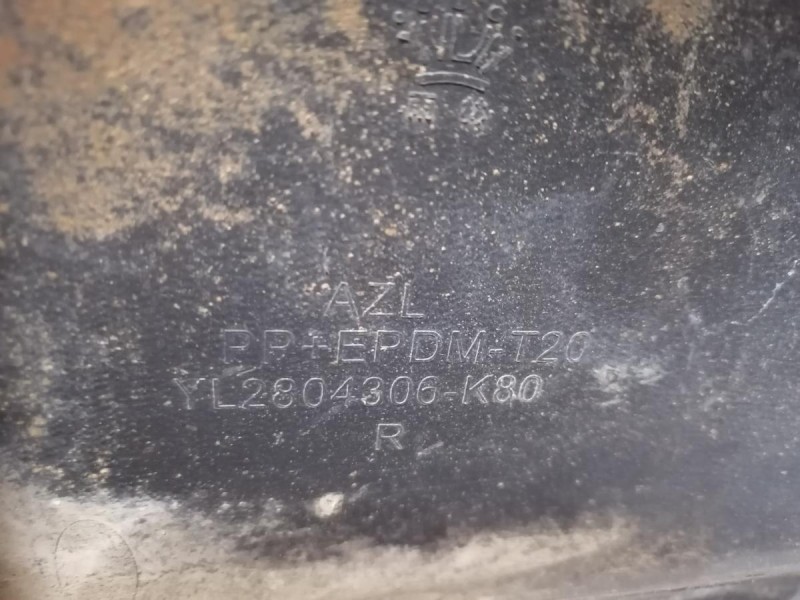 AZL
PP+EPDM-T20
YL2804306-K80
R